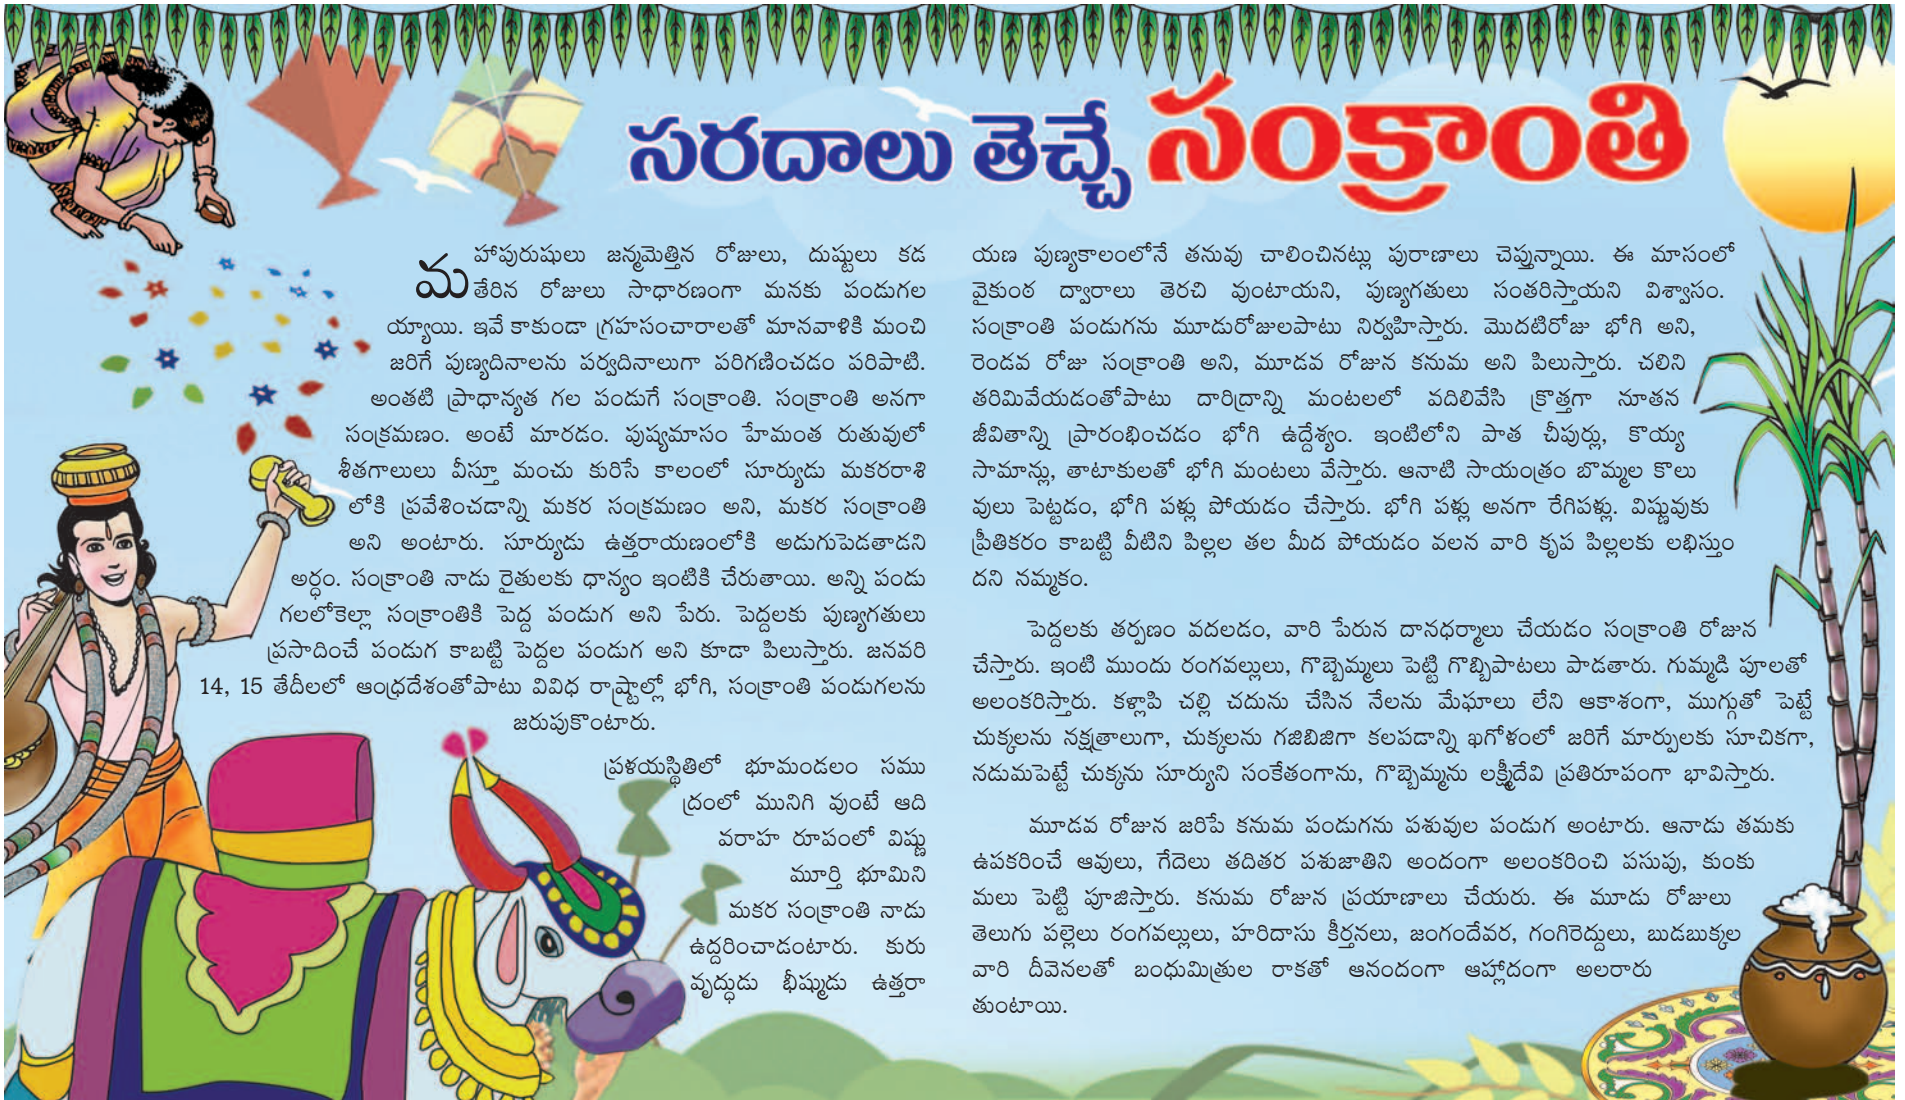 సరదాలు తెచ్చే సంక్రాంతి
మహాపురుషులు జన్మమెత్తిన రోజులు, దుష్టులు కడ
తేరిన రోజులు సాధారణంగా మనకు పండుగల
య్యాయి. ఇవే కాకుండా గ్రహసంచారాలతో మానవాళికి మంచి
జరిగే పుణ్యదినాలను పర్వదినాలుగా పరిగణించడం పరిపాటి.
అంతటి ప్రాధాన్యత గల పండుగే సంక్రాంతి. సంక్రాంతి అనగా
సంక్రమణం. అంటే మారడం. పుష్యమాసం హేమంత రుతువులో
శీతగాలులు వీస్తూ మంచు కురిసే కాలంలో సూర్యుడు మకరరాశి
లోకి ప్రవేశించడాన్ని మకర సంక్రమణం అని, మకర సంక్రాంతి
అని అంటారు. సూర్యుడు ఉత్తరాయణంలోకి అడుగుపెడతాడని
అర్ధం. సంక్రాంతి నాడు రైతులకు ధాన్యం ఇంటికి చేరుతాయి. అన్ని పండు
గలలోకెల్లా సంక్రాంతికి పెద్ద పండుగ అని పేరు. పెద్దలకు పుణ్యగతులు
ప్రసాదించే పండుగ కాబట్టి పెద్దల పండుగ అని కూడా పిలుస్తారు. జనవరి
14, 15 తేదీలలో ఆంధ్రదేశంతోపాటు వివిధ రాష్ట్రాల్లో భోగి, సంక్రాంతి పండుగలను
జరుపుకొంటారు.
ప్రళయస్థితిలో భూమండలం సము
ద్రంలో మునిగి వుంటే ఆది
వరాహ రూపంలో విష్ణు
మూర్తి భూమిని
మకర సంక్రాంతి నాడు
ఉద్దరించాడంటారు. కురు
వృద్ధుడు భీష్ముడు ఉత్తరా
యణ పుణ్యకాలంలోనే తనువు చాలించినట్లు పురాణాలు చెప్తున్నాయి. ఈ మాసంలో
వైకుంఠ ద్వారాలు తెరచి వుంటాయని, పుణ్యగతులు సంతరిస్తాయని విశ్వాసం.
సంక్రాంతి పండుగను మూడురోజులపాటు నిర్వహిస్తారు. మొదటిరోజు భోగి అని,
రెండవ రోజు సంక్రాంతి అని, మూడవ రోజున కనుమ అని పిలుస్తారు. చలిని
తరిమివేయడంతోపాటు దారిద్రాన్ని మంటలలో వదిలివేసి క్రొత్తగా నూతన
జీవితాన్ని ప్రారంభించడం భోగి ఉద్దేశ్యం. ఇంటిలోని పాత చీపుర్లు, కొయ్య
సామాన్లు, తాటాకులతో భోగి మంటలు వేస్తారు. ఆనాటి సాయంత్రం బొమ్మల కొలు
వులు పెట్టడం, భోగి పళ్లు పోయడం చేస్తారు. భోగి పళ్లు అనగా రేగిపళ్లు. విష్ణువుకు
ప్రీతికరం కాబట్టి వీటిని పిల్లల తల మీద పోయడం వలన వారి కృప పిల్లలకు లభిస్తుం
దని నమ్మకం.
పెద్దలకు తర్పణం వదలడం, వారి పేరున దానధర్మాలు చేయడం సంక్రాంతి రోజున
చేస్తారు. ఇంటి ముందు రంగవల్లులు, గొబ్బెమ్మలు పెట్టి గొబ్బిపాటలు పాడతారు. గుమ్మడి పూలతో
అలంకరిస్తారు. కళ్లాపి చల్లి చదును చేసిన నేలను మేఘాలు లేని ఆకాశంగా, ముగ్గుతో పెట్టే
చుక్కలను నక్షత్రాలుగా, చుక్కలను గజిబిజిగా కలపడాన్ని ఖగోళంలో జరిగే మార్పులకు సూచికగా,
నడుమపెట్టే చుక్కను సూర్యుని సంకేతంగాను, గొబ్బెమ్మను లక్ష్మీదేవి ప్రతిరూపంగా భావిస్తారు.
మూడవ రోజున జరిపే కనుమ పండుగను పశువుల పండుగ అంటారు. ఆనాడు తమకు
ఉపకరించే ఆవులు, గేదెలు తదితర పశుజాతిని అందంగా అలంకరించి పసుపు, కుంకు
మలు పెట్టి పూజిస్తారు. కనుమ రోజున ప్రయాణాలు చేయరు. ఈ మూడు రోజులు
తెలుగు పల్లెలు రంగవల్లులు, హరిదాసు కీర్తనలు, జంగందేవర, గంగిరెద్దులు, బుడబుక్కల
వారి దీవెనలతో బంధుమిత్రుల రాకతో ఆనందంగా ఆహ్లాదంగా అలరారు
తుంటాయి.